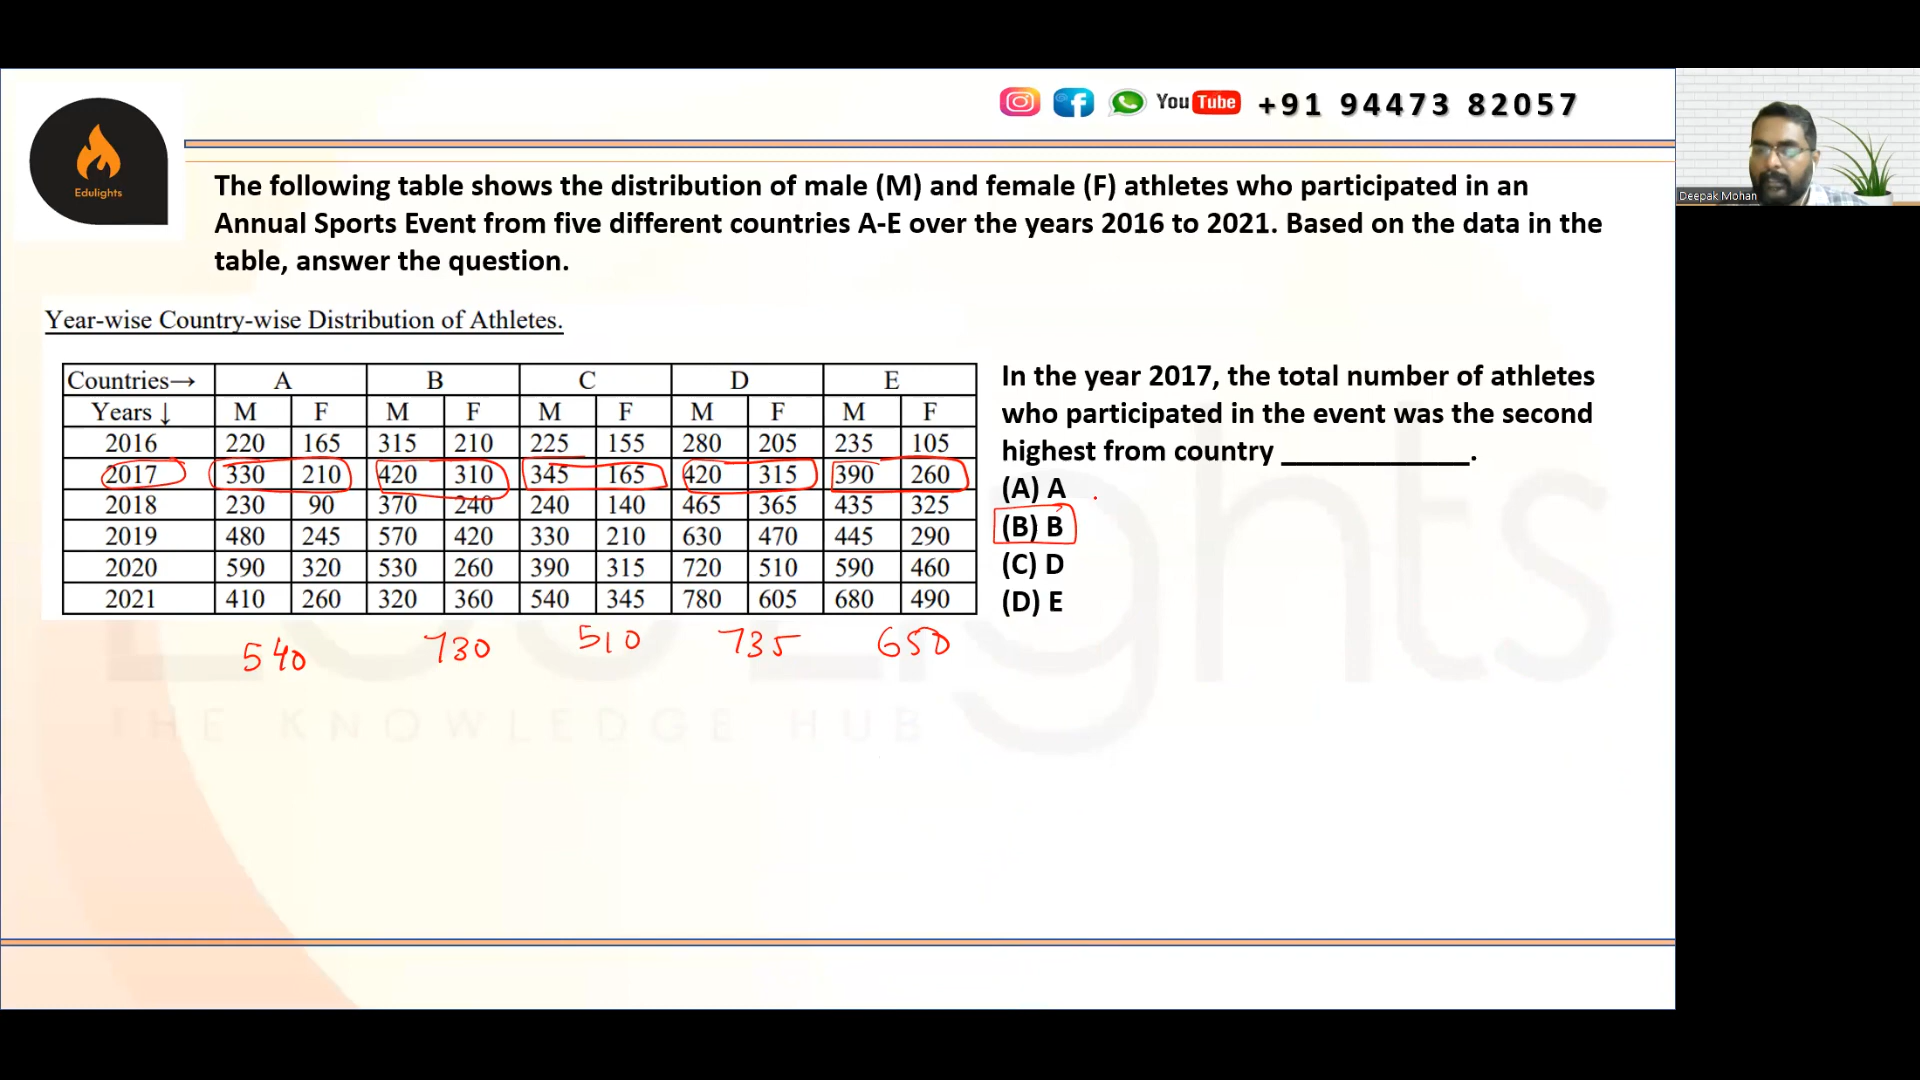 You Tube +91 94473 82057
Edulights
Deepak Mohan
The following table shows the distribution of male (M) and female (F) athletes who participated in an
Annual Sports Event from five different countries A-E over the years 2016 to 2021. Based on the data in the
table, answer the question.
Year-wise Country-wise Distribution of Athletes.
Countries→ A B C D E
Years ↓ M F M F M F M F M F
2016 220 165 315 210 225 155 280 205 235 105
2017 330 210 420 310 345 165 420 315 390 260
2018 230 90 370 240 240 140 465 365 435 325
2019 480 245 570 420 330 210 630 470 445 290
2020 590 320 530 260 390 315 720 510 590 460
2021 410 260 320 360 540 345 780 605 680 490
540 730 510 735 650
In the year 2017, the total number of athletes
who participated in the event was the second
highest from country ____________.
(A) A
(B) B
(C) D
(D) E
THE KNOWLEDGE HUB